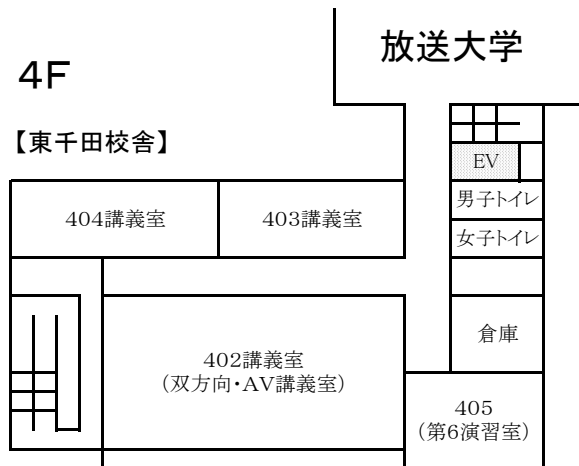 放送大学
4F
【東千田校舎】
EV
男子トイレ
404講義室
403講義室
女子トイレ
倉庫
402講義室
（双方向・AV講義室）
405
（第6演習室）